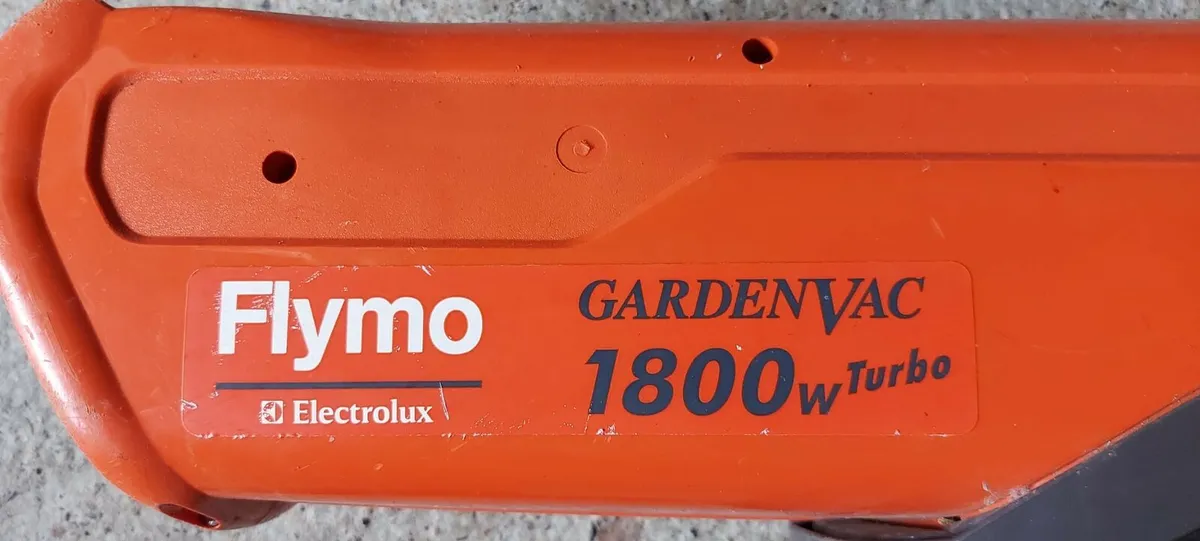 Flymo
Electrolux
GARDENVAC
1800W Turbo